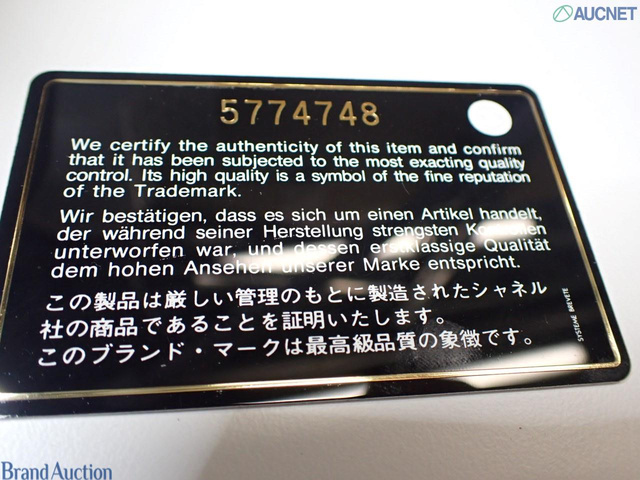 AUCNET
5774748
We certify the authenticity of this item and confirm
that it has been subjected to the most exacting quality
control. Its high quality is a symbol of the fine reputation
of the Trademark.
Wir bestätigen, dass es sich um einen Artikel handelt,
der während seiner Herstellung strengsten Kontrollen
unterworfen war, und dessen erstklassige Qualität
dem hohen Ansehen unserer Marke entspricht.
この製品は厳しい管理のもとに製造されたシャネル
社の商品であることを証明いたします。
このブランド・マークは最高級品質の象徴です。
SYSTEME BREVETE
Brand Auction